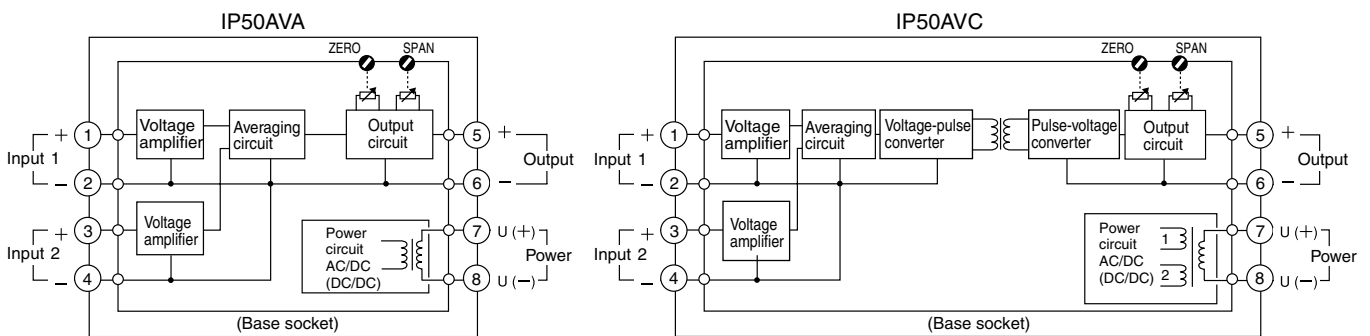 IP50AVA
ZERO SPAN
Voltage
amplifier
Averaging
circuit
Output
circuit
Input 1
+
−
1
2
Input 2
+
−
3
4
Voltage
amplifier
Power
circuit
AC/DC
(DC/DC)
5
6
+
−
Output
7
8
U (+)
U (−)
Power
(Base socket)
IP50AVC
ZERO SPAN
Voltage
amplifier
Averaging
circuit
Voltage-pulse
converter
Pulse-voltage
converter
Output
circuit
Input 1
+
−
1
2
Input 2
+
−
3
4
Voltage
amplifier
Power
circuit
AC/DC
(DC/DC)
1
2
5
6
+
−
Output
7
8
U (+)
U (−)
Power
(Base socket)